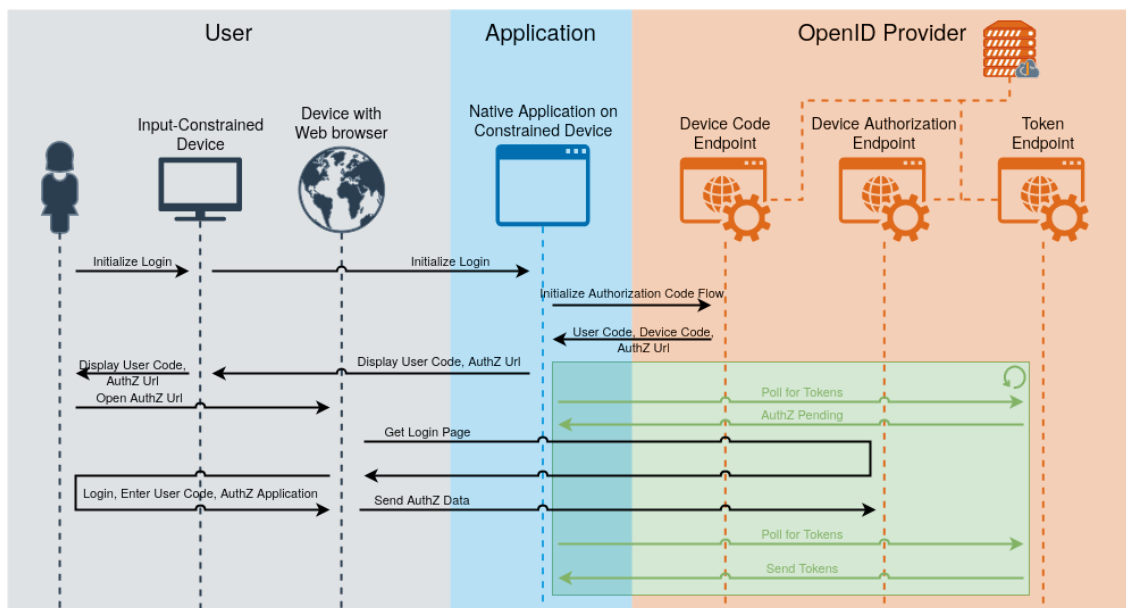 User
Application
OpenID Provider
Input-Constrained
Device
Device with
Web browser
Native Application on
Constrained Device
Device Code
Endpoint
Device Authorization
Endpoint
Token
Endpoint
Initialize Login
Initialize Login
Initialize Authorization Code Flow
User Code, Device Code,
AuthZ Url
Display User Code,
AuthZ Url
Display User Code, AuthZ Url
Open AuthZ Url
Poll for Tokens
AuthZ Pending
Get Login Page
Login, Enter User Code, AuthZ Application
Send AuthZ Data
Poll for Tokens
Send Tokens